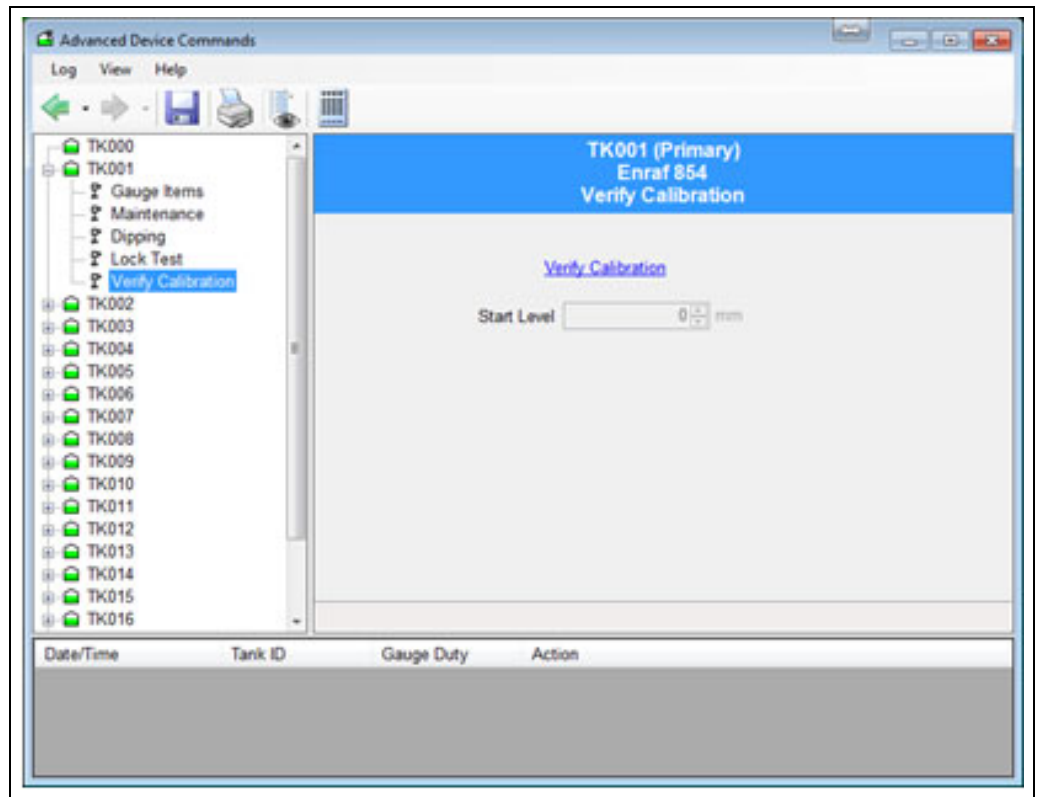 Advanced Device Commands
Log View Help
TK000
TK001
Gauge Items
Maintenance
Dipping
Lock Test
Verify Calibration
TK002
TK003
TK004
TK005
TK006
TK007
TK008
TK009
TK010
TK011
TK012
TK013
TK014
TK015
TK016
TK001 (Primary)
Enraf 854
Verify Calibration
Verify Calibration
Start Level 0 mm
Date/Time Tank ID Gauge Duty Action